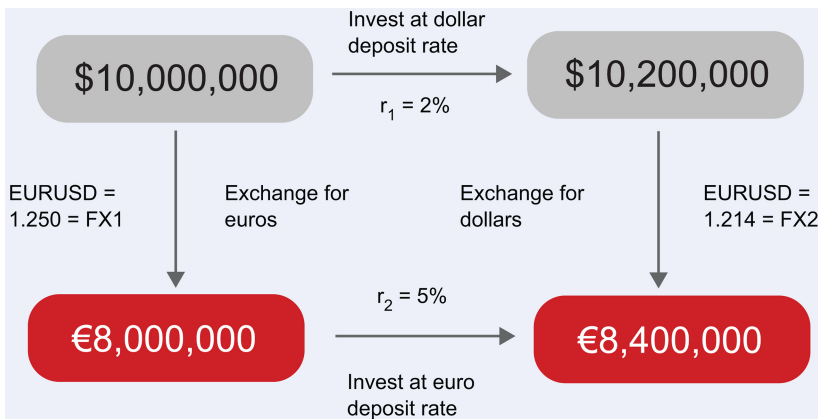 Invest at dollar
deposit rate
$10,000,000
$10,200,000
r1 = 2%
EURUSD =
1.250 = FX1
Exchange for
euros
Exchange for
dollars
EURUSD =
1.214 = FX2
r2 = 5%
€8,000,000
€8,400,000
Invest at euro
deposit rate